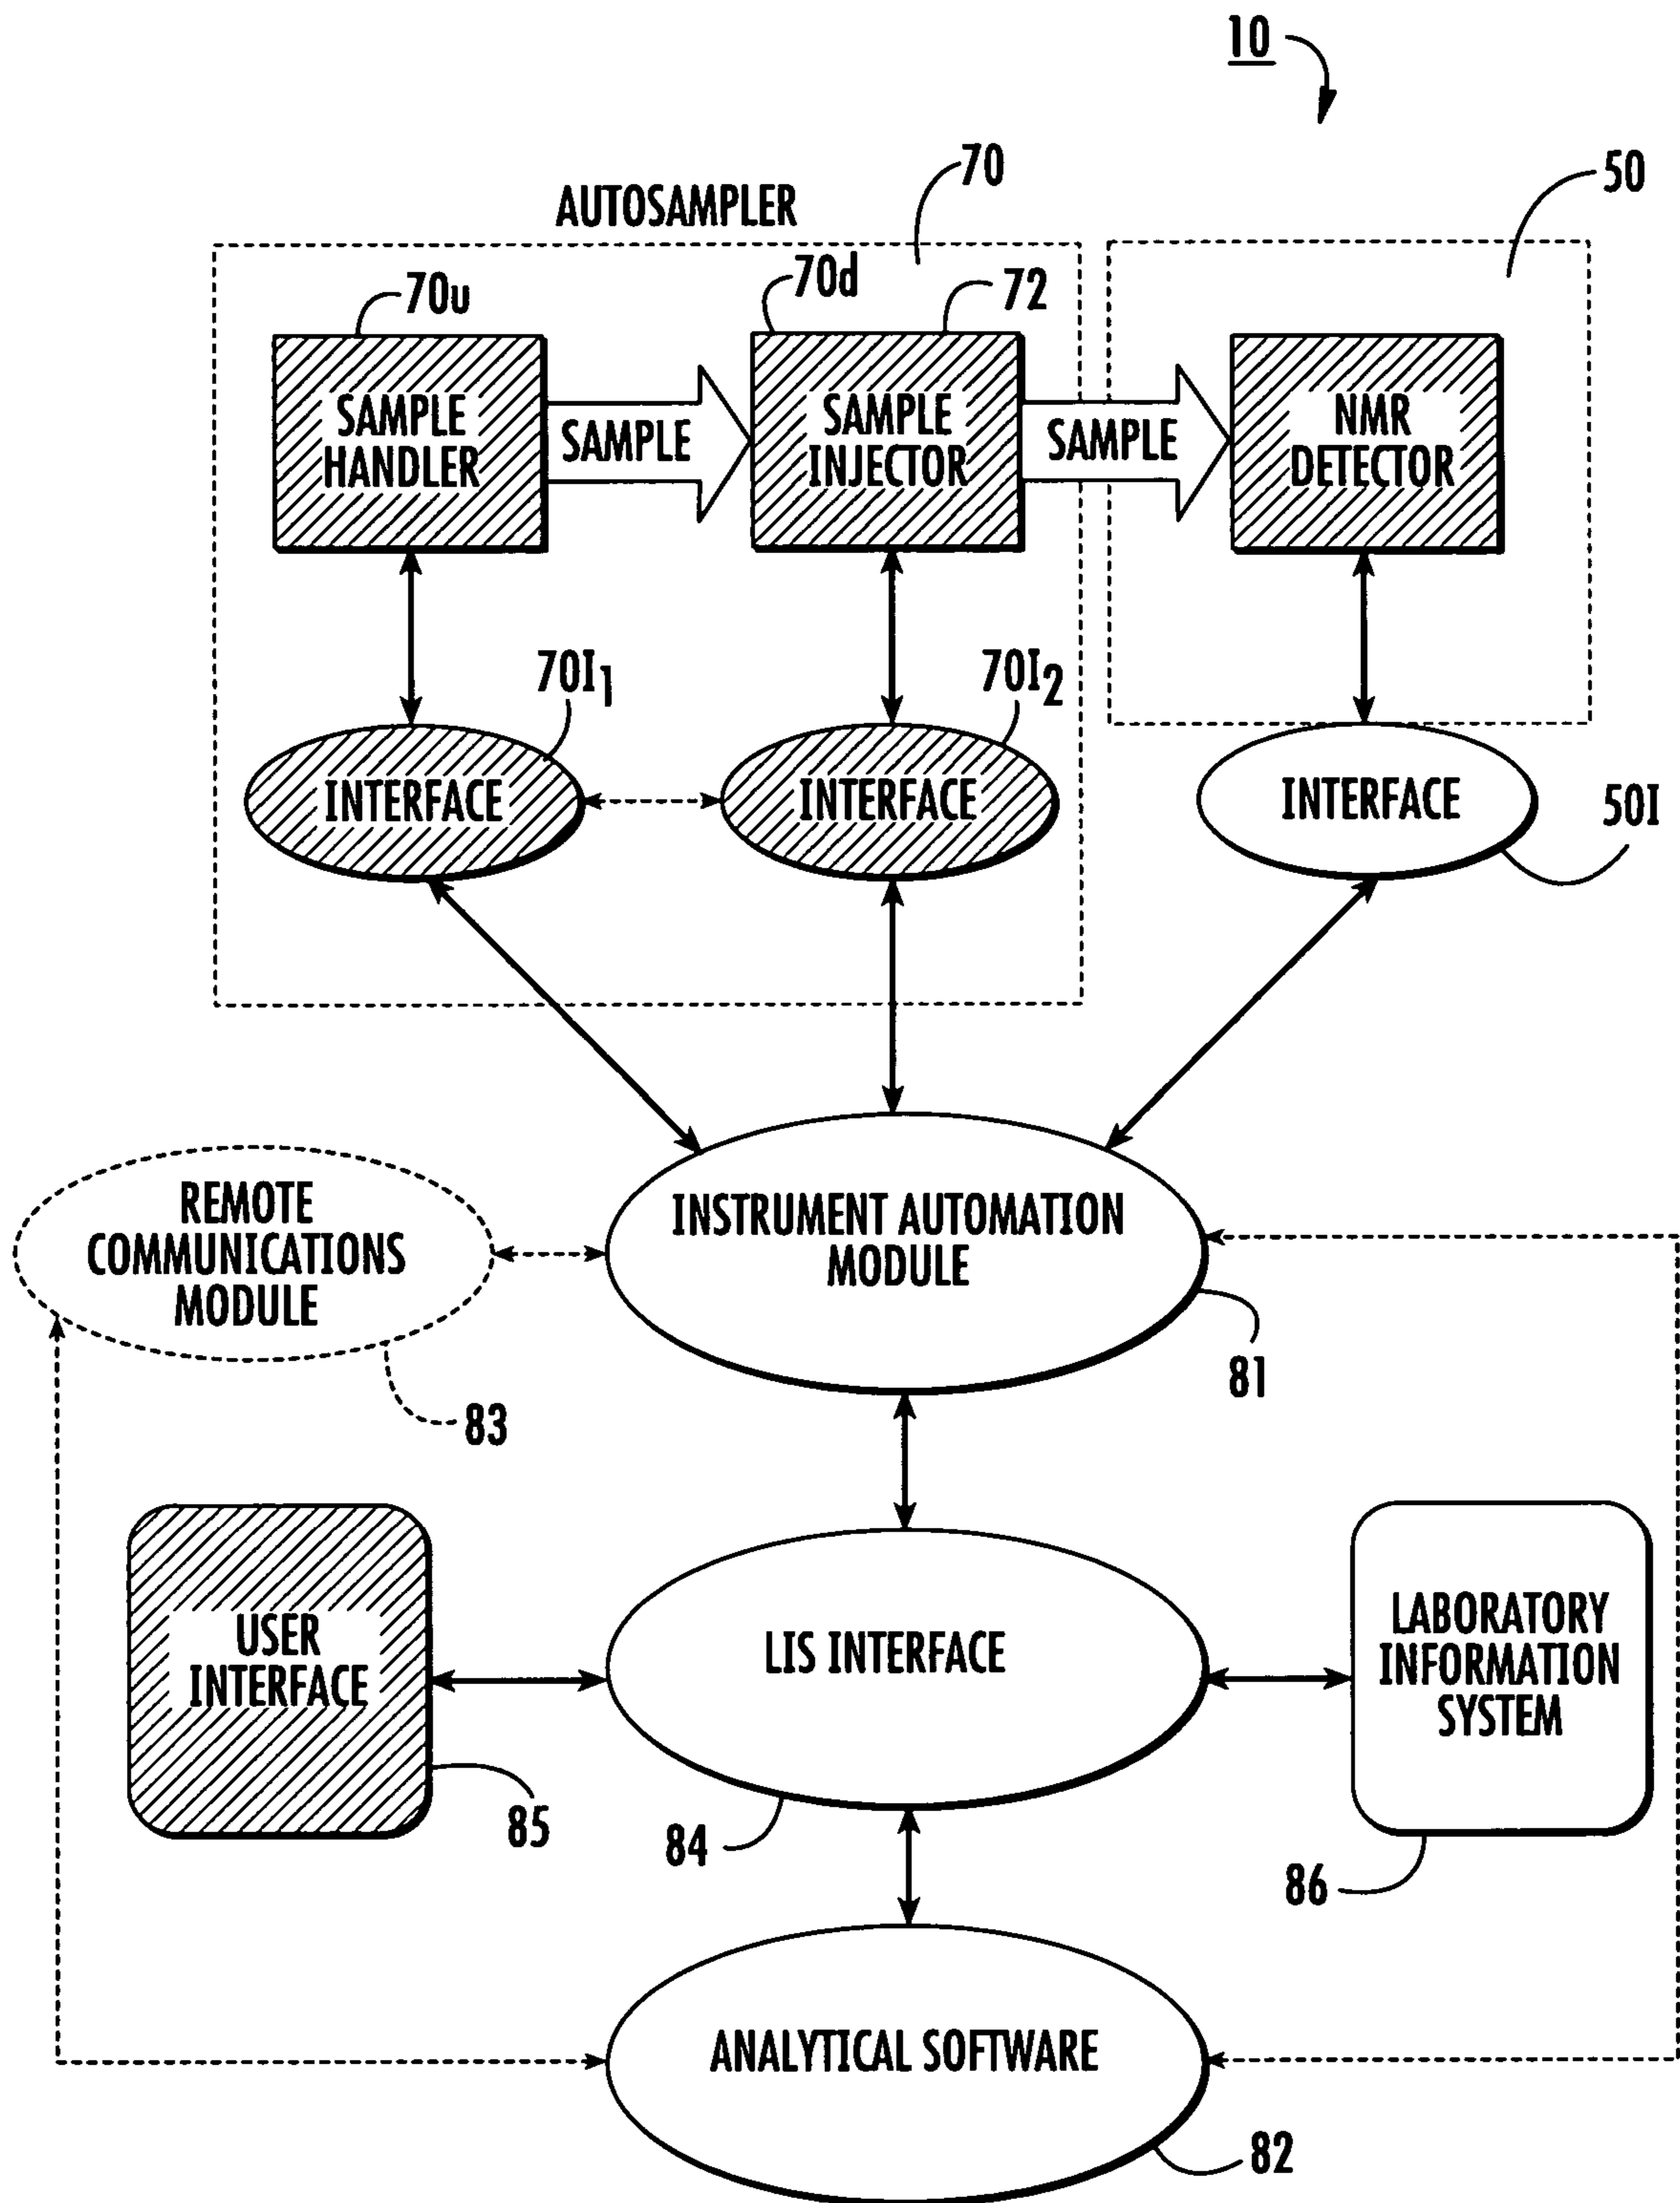 10
70
50
AUTOSAMPLER
70u
70d
72
SAMPLE
HANDLER
SAMPLE
SAMPLE
INJECTOR
SAMPLE
NMR
DETECTOR
70I1
70I2
INTERFACE
INTERFACE
INTERFACE
50I
REMOTE
COMMUNICATIONS
MODULE
INSTRUMENT AUTOMATION
MODULE
81
83
USER
INTERFACE
LIS INTERFACE
LABORATORY
INFORMATION
SYSTEM
85
84
86
ANALYTICAL SOFTWARE
82